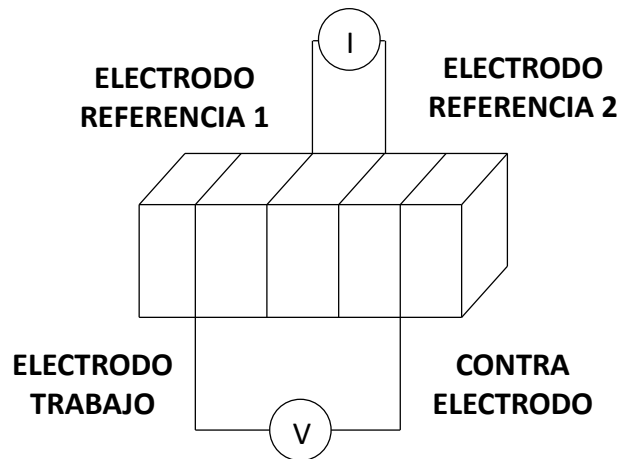 I
ELECTRODO
REFERENCIA 1
ELECTRODO
REFERENCIA 2
ELECTRODO
TRABAJO
CONTRA
ELECTRODO
V